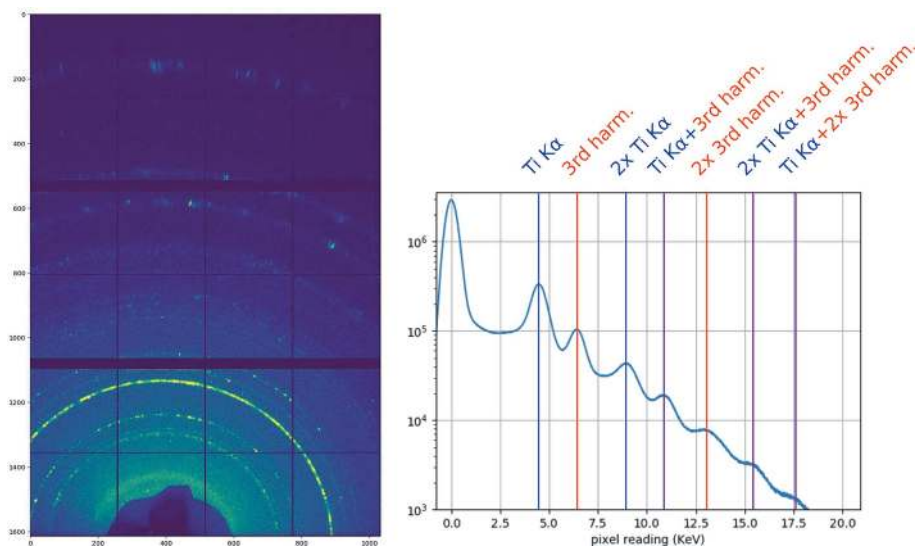 0
200
400
600
800
1000
1200
1400
1600
0 200 400 600 800 1000
Ti Kα
3rd harm.
2x Ti Kα
Ti Kα+3rd harm.
2x 3rd harm.
2x Ti Kα+3rd harm.
Ti Kα+2x 3rd harm.
10⁶
10⁵
10⁴
10³
0.0 2.5 5.0 7.5 10.0 12.5 15.0 17.5 20.0
pixel reading (KeV)